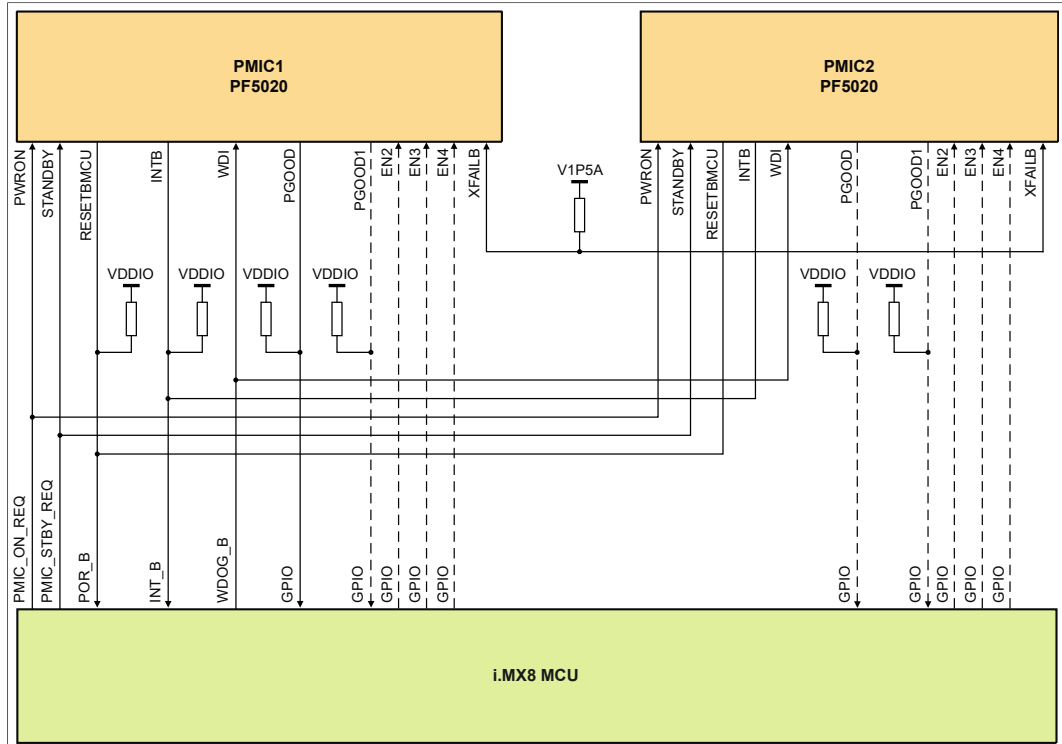 PMIC1
PF5020
PMIC2
PF5020
PWRON
STANDBY
RESETBMCU
INTB
WDI
PGOOD
PGOOD1
EN2
EN3
EN4
XFAILB
V1P5A
PWRON
STANDBY
RESETBMCU
INTB
WDI
PGOOD
PGOOD1
EN2
EN3
EN4
XFAILB
VDDIO
VDDIO
VDDIO
VDDIO
VDDIO
VDDIO
PMIC_ON_REQ
PMIC_STBY_REQ
POR_B
INT_B
WDOG_B
GPIO
GPIO
GPIO
GPIO
GPIO
GPIO
GPIO
GPIO
GPIO
GPIO
i.MX8 MCU